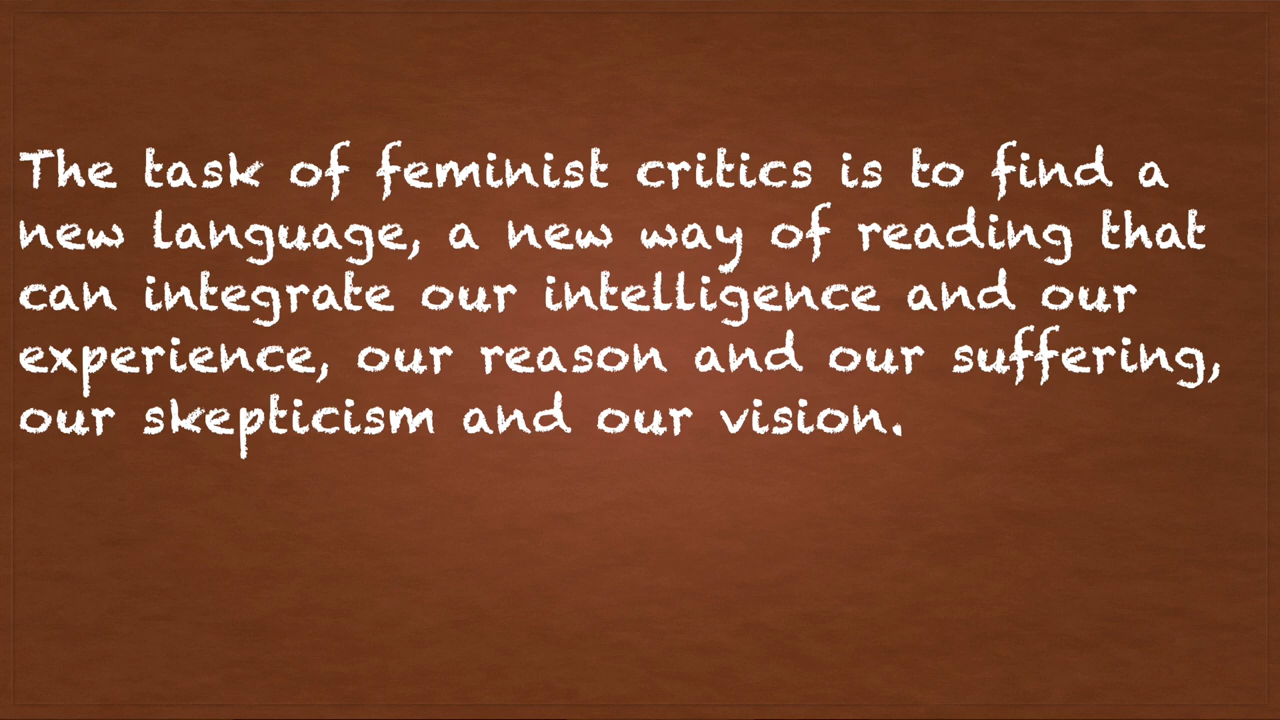 The task of feminist critics is to find a
new language, a new way of reading that
can integrate our intelligence and our
experience, our reason and our suffering,
our skepticism and our vision.